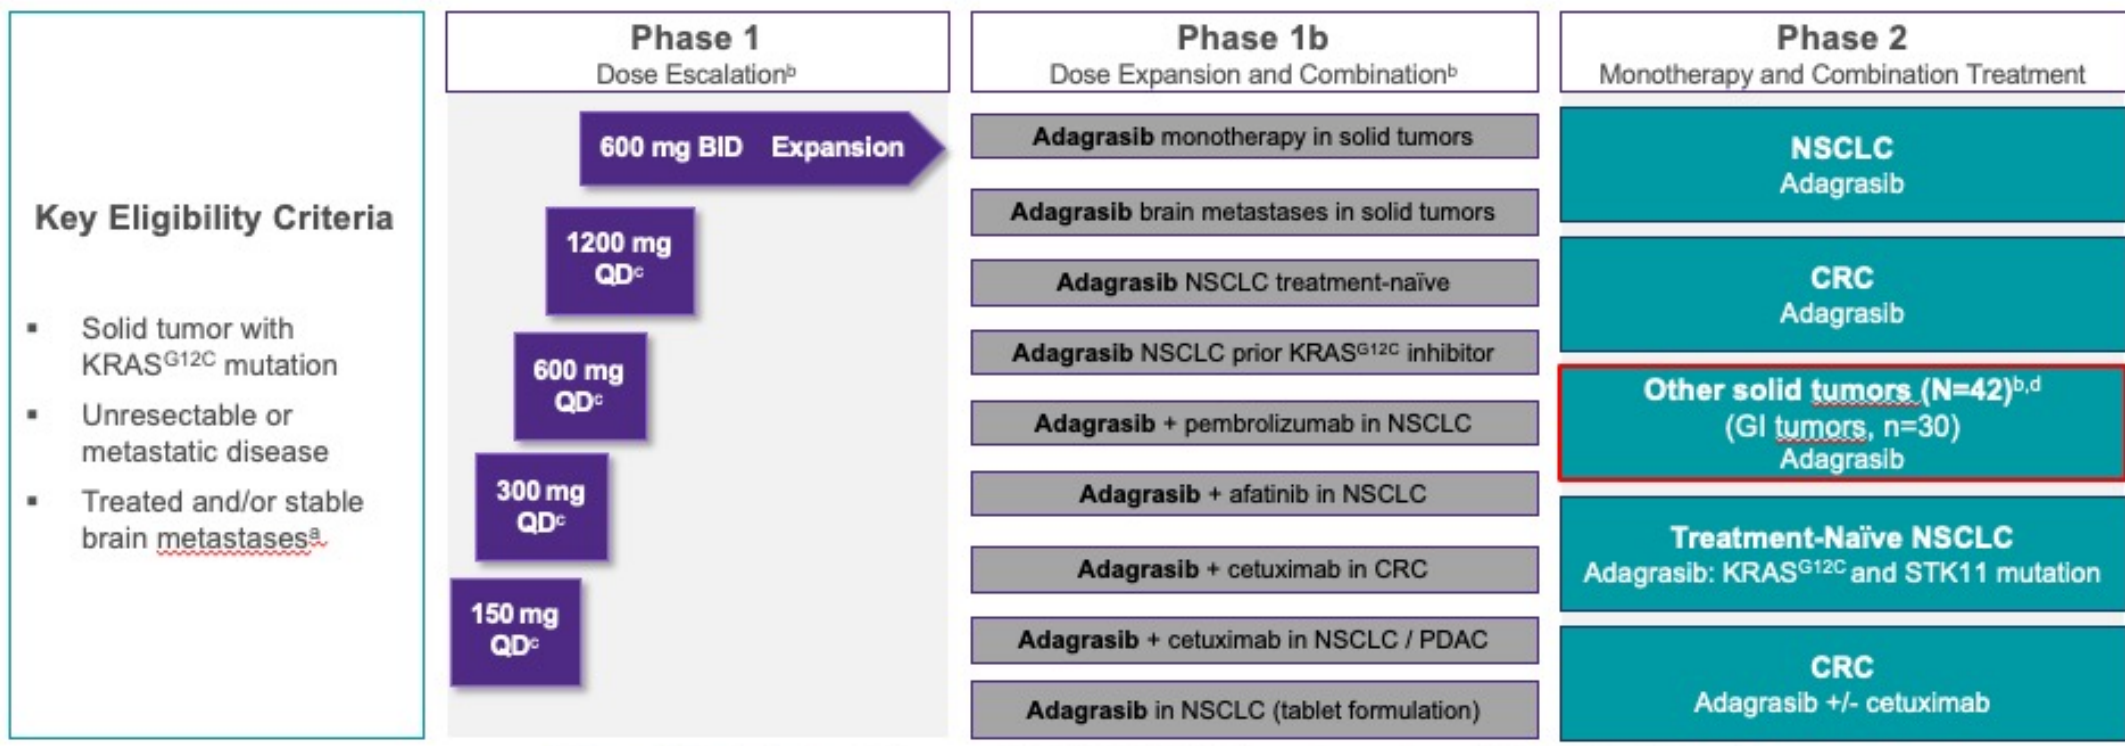 Key Eligibility Criteria
▪ Solid tumor with
KRASᴳ¹²ᶜ mutation
▪ Unresectable or
metastatic disease
▪ Treated and/or stable
brain metastasesᵃ
Phase 1
Dose Escalationᵇ
600 mg BID Expansion
1200 mg
QDᶜ
600 mg
QDᶜ
300 mg
QDᶜ
150 mg
QDᶜ
Phase 1b
Dose Expansion and Combinationᵇ
Adagrasib monotherapy in solid tumors
Adagrasib brain metastases in solid tumors
Adagrasib NSCLC treatment-naïve
Adagrasib NSCLC prior KRASᴳ¹²ᶜ inhibitor
Adagrasib + pembrolizumab in NSCLC
Adagrasib + afatinib in NSCLC
Adagrasib + cetuximab in CRC
Adagrasib + cetuximab in NSCLC / PDAC
Adagrasib in NSCLC (tablet formulation)
Phase 2
Monotherapy and Combination Treatment
NSCLC
Adagrasib
CRC
Adagrasib
Other solid tumors (N=42)ᵇ,ᵈ
(GI tumors, n=30)
Adagrasib
Treatment-Naïve NSCLC
Adagrasib: KRASᴳ¹²ᶜ and STK11 mutation
CRC
Adagrasib +/- cetuximab